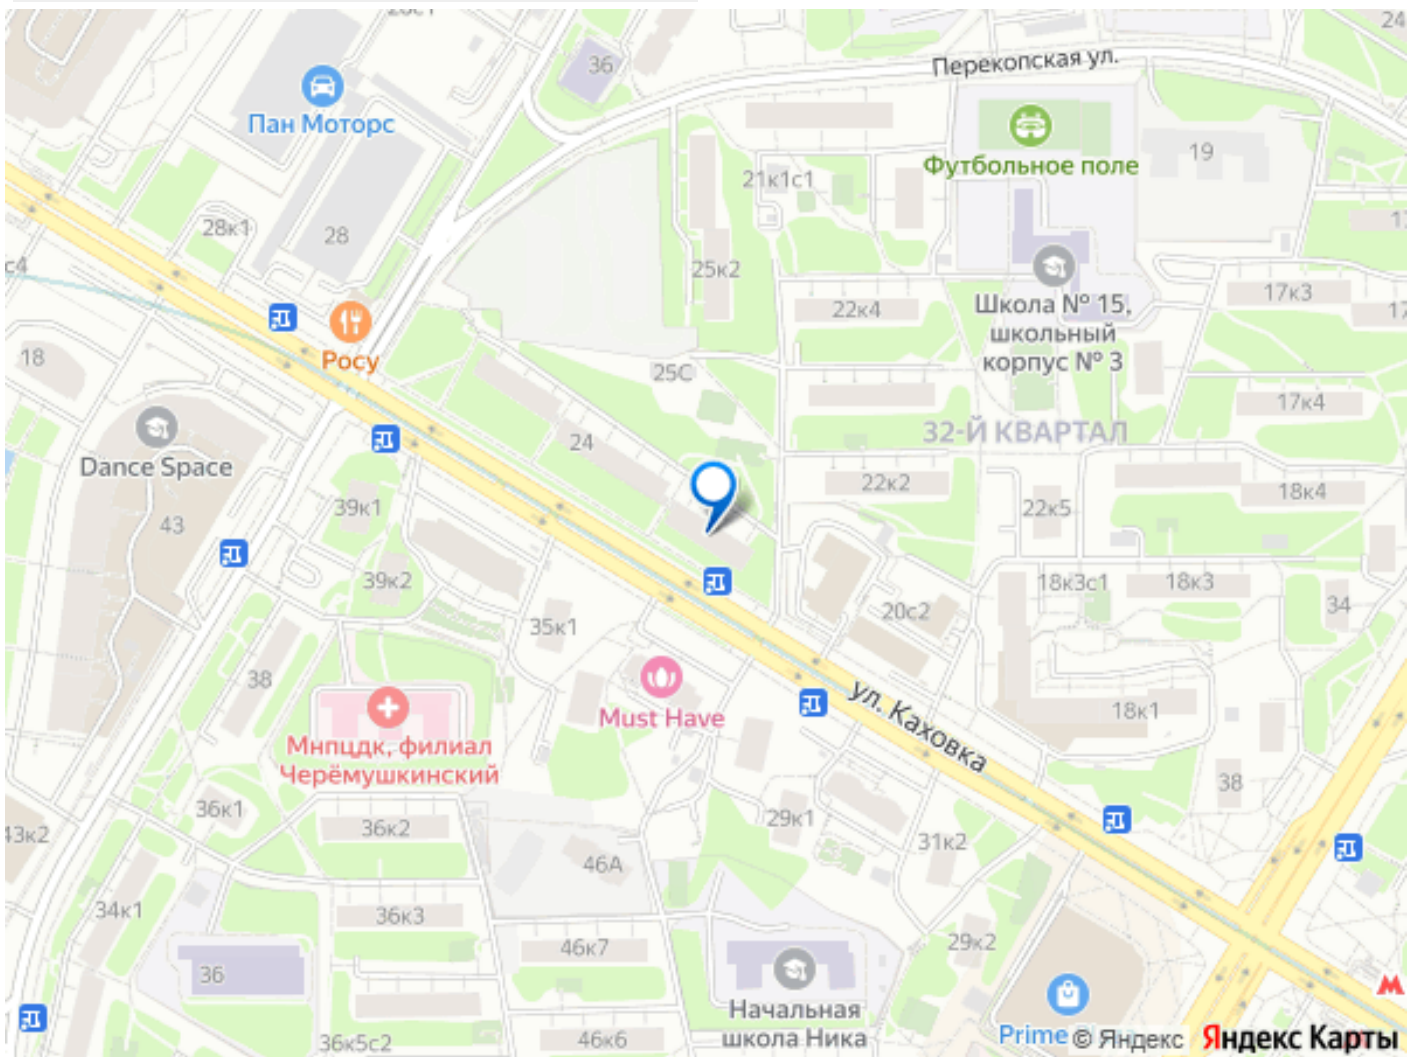 24
36
Перекопская ул.
Пан Моторс
19
Футбольное поле
21к1с1
28к1
28
25к2
с4
Школа № 15,
школьный
корпус № 3
17к3
22к4
Росу
18
25С
17к4
32-Й КВАРТАЛ
24
Dance Space
22к2
18к4
39к1
22к5
43
39к2
18к3с1
18к3
34
20с2
35к1
38
ул. Каховка
Must Have
18к1
Мнпцдк, филиал
Черёмушкинский
38
36к1
36к2
29к1
43к2
31к2
46А
34к1
36к3
29к2
46к7
36
Начальная
школа Ника
Prime
36к5с2
46к6
© Яндекс
Яндекс Карты